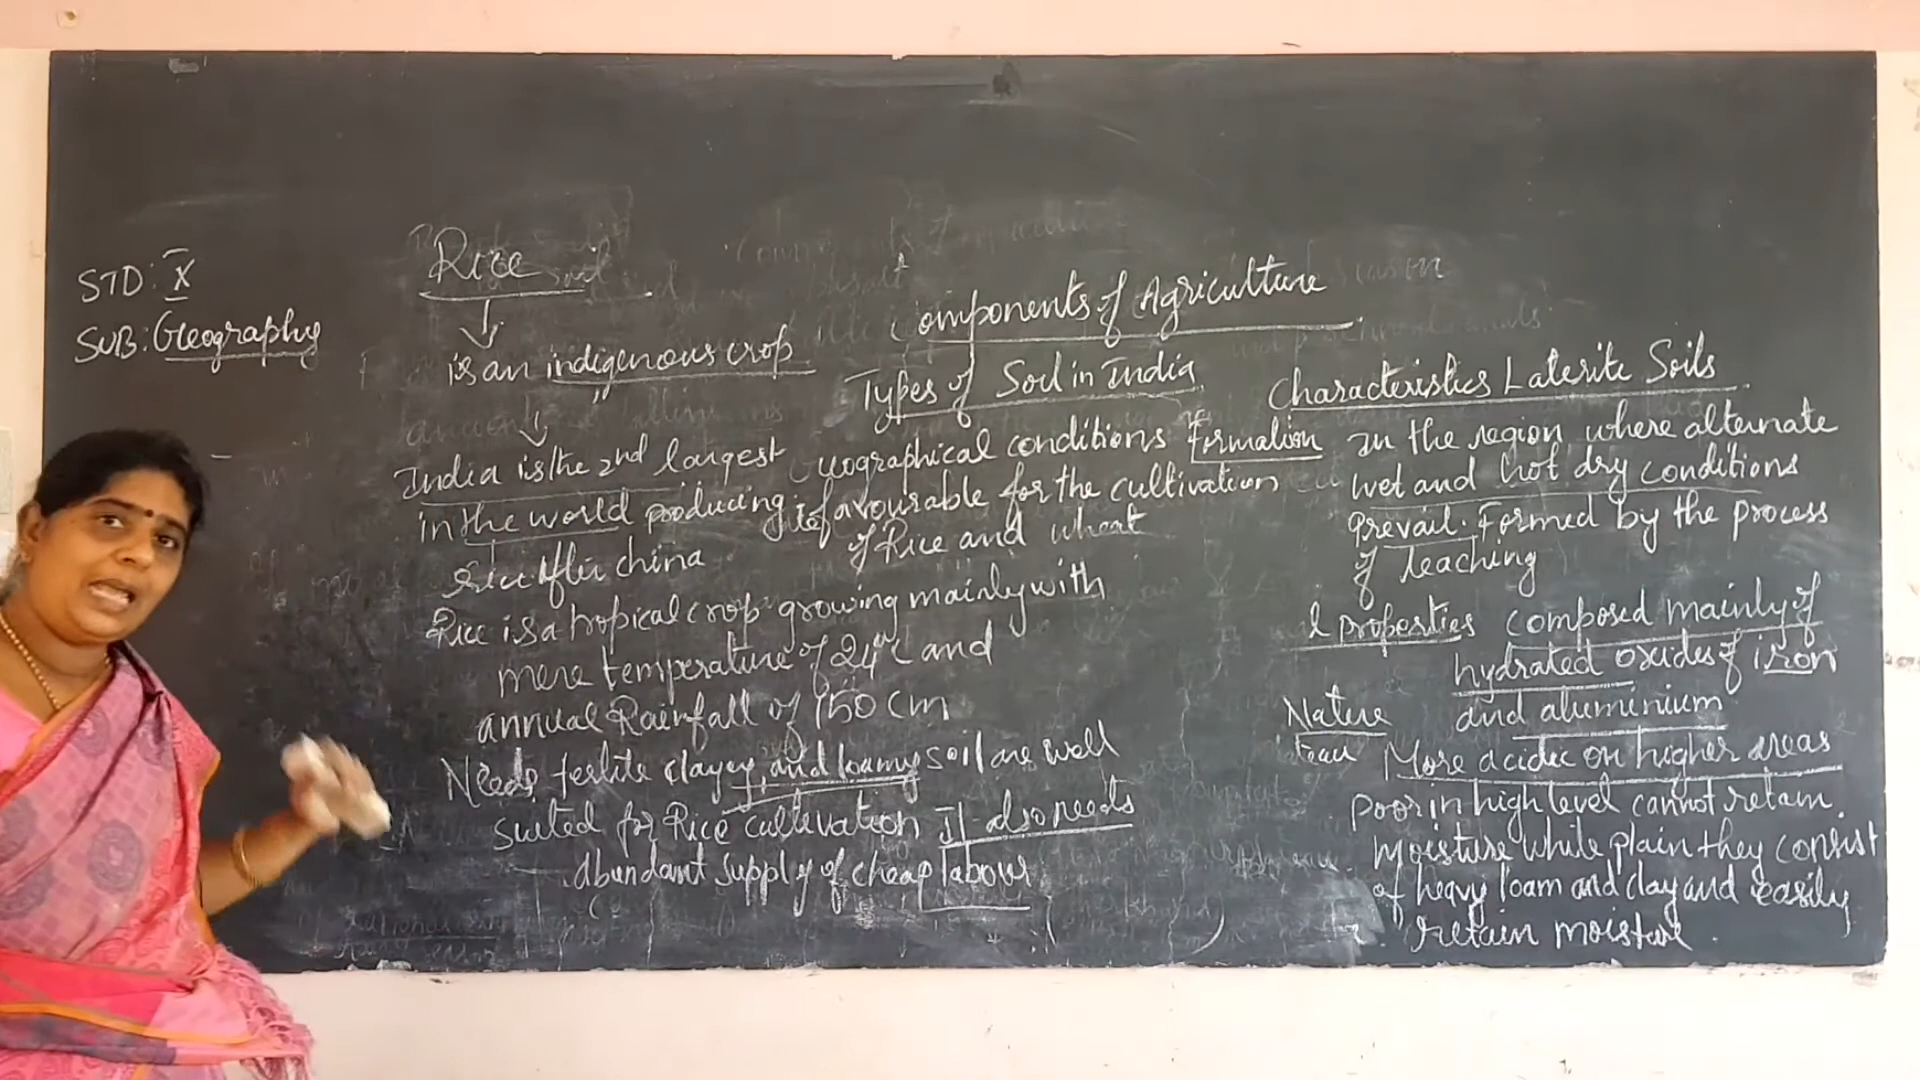 STD: X
SUB: Geography
Rice
is an indigenous crop
India is the 2nd largest
in the world producing
rice after china
Components of Agriculture
Types of Soil in India
Geographical conditions
favourable for the cultivation
of Rice and wheat
Rice is a tropical crop growing mainly with
mere temperature of 24°C and
annual Rainfall of 150 cm
Needs fertile clayey and loamy soil are well
suited for Rice cultivation It also needs
abundant supply of cheap labour
Characteristics Laterite Soils
Formation In the region where alternate
wet and hot dry conditions
prevail. Formed by the process
of leaching
properties composed mainly of
hydrated oxides of iron
and aluminium
Nature
More acidic on higher areas
poor in high level cannot retain
moisture while plain they consist
of heavy loam and clay and easily
retain moisture.